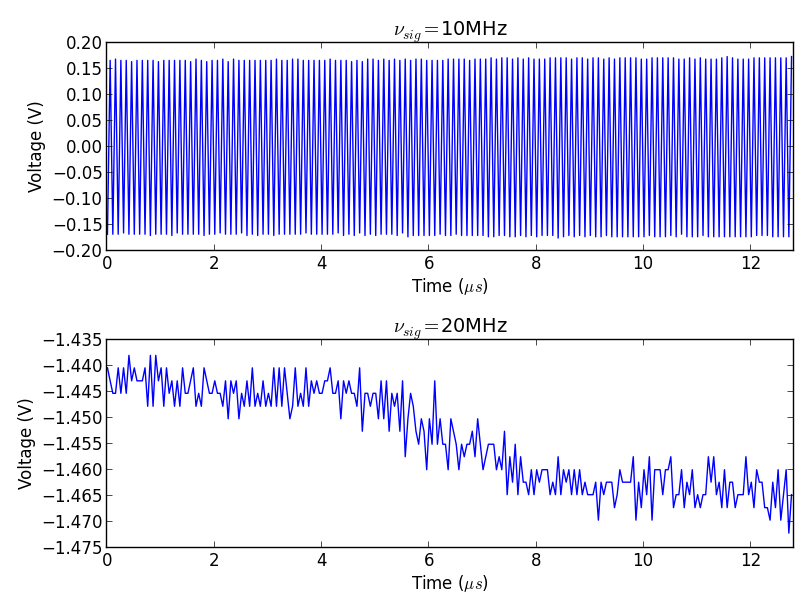 ν_sig=10MHz
0.20
0.15
0.10
0.05
0.00
−0.05
−0.10
−0.15
−0.20
Voltage (V)
0 2 4 6 8 10 12
Time (μs)
ν_sig=20MHz
−1.435
−1.440
−1.445
−1.450
−1.455
−1.460
−1.465
−1.470
−1.475
Voltage (V)
0 2 4 6 8 10 12
Time (μs)